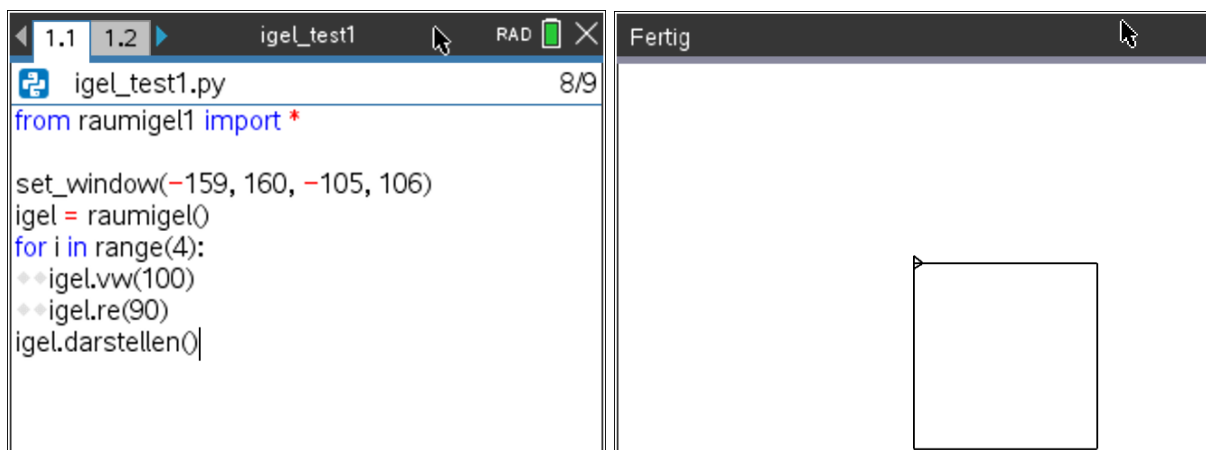 1.1 1.2 igel_test1 RAD
igel_test1.py 8/9
from raumigel1 import *
set_window(−159, 160, −105, 106)
igel = raumigel()
for i in range(4):
igel.vw(100)
igel.re(90)
igel.darstellen()
Fertig